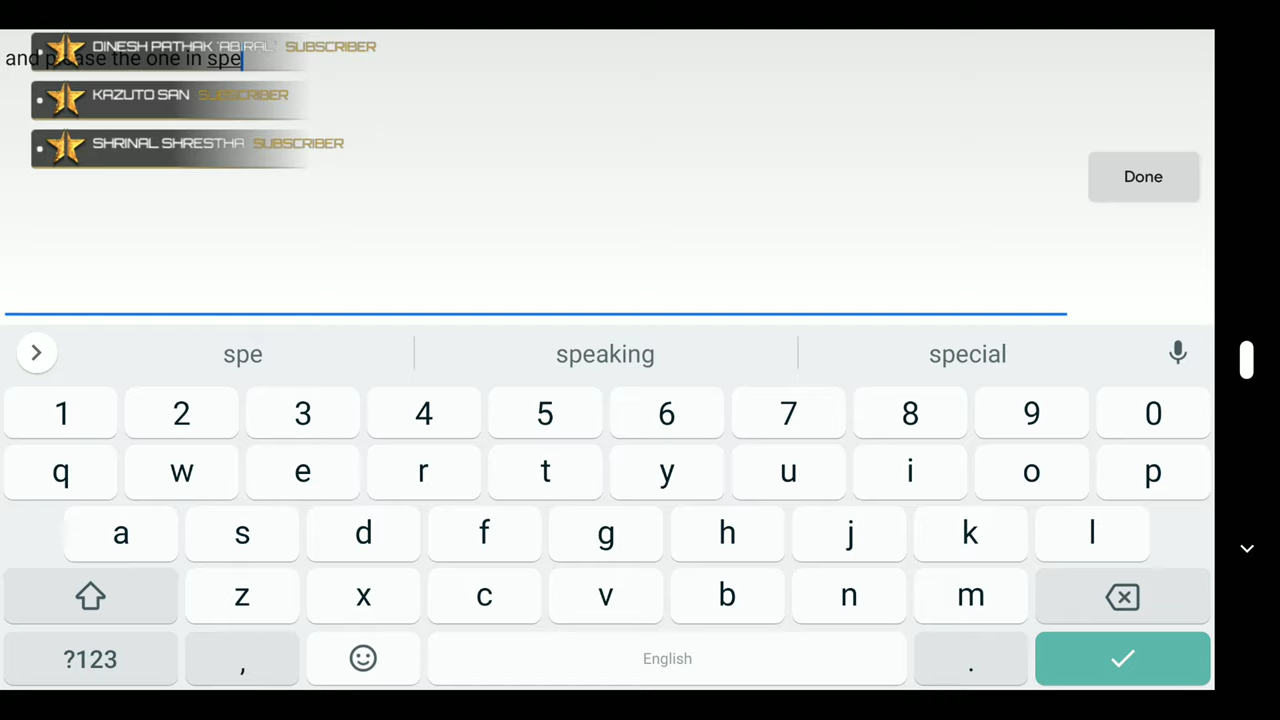 DINESH PATHAK 'ABIRAL' SUBSCRIBER
and please the one in spe
KAZUTO SAN SUBSCRIBER
SHRINAL SHRESTHA SUBSCRIBER
Done
spe speaking special
1 2 3 4 5 6 7 8 9 0
q w e r t y u i o p
a s d f g h j k l
z x c v b n m
?123 , English .